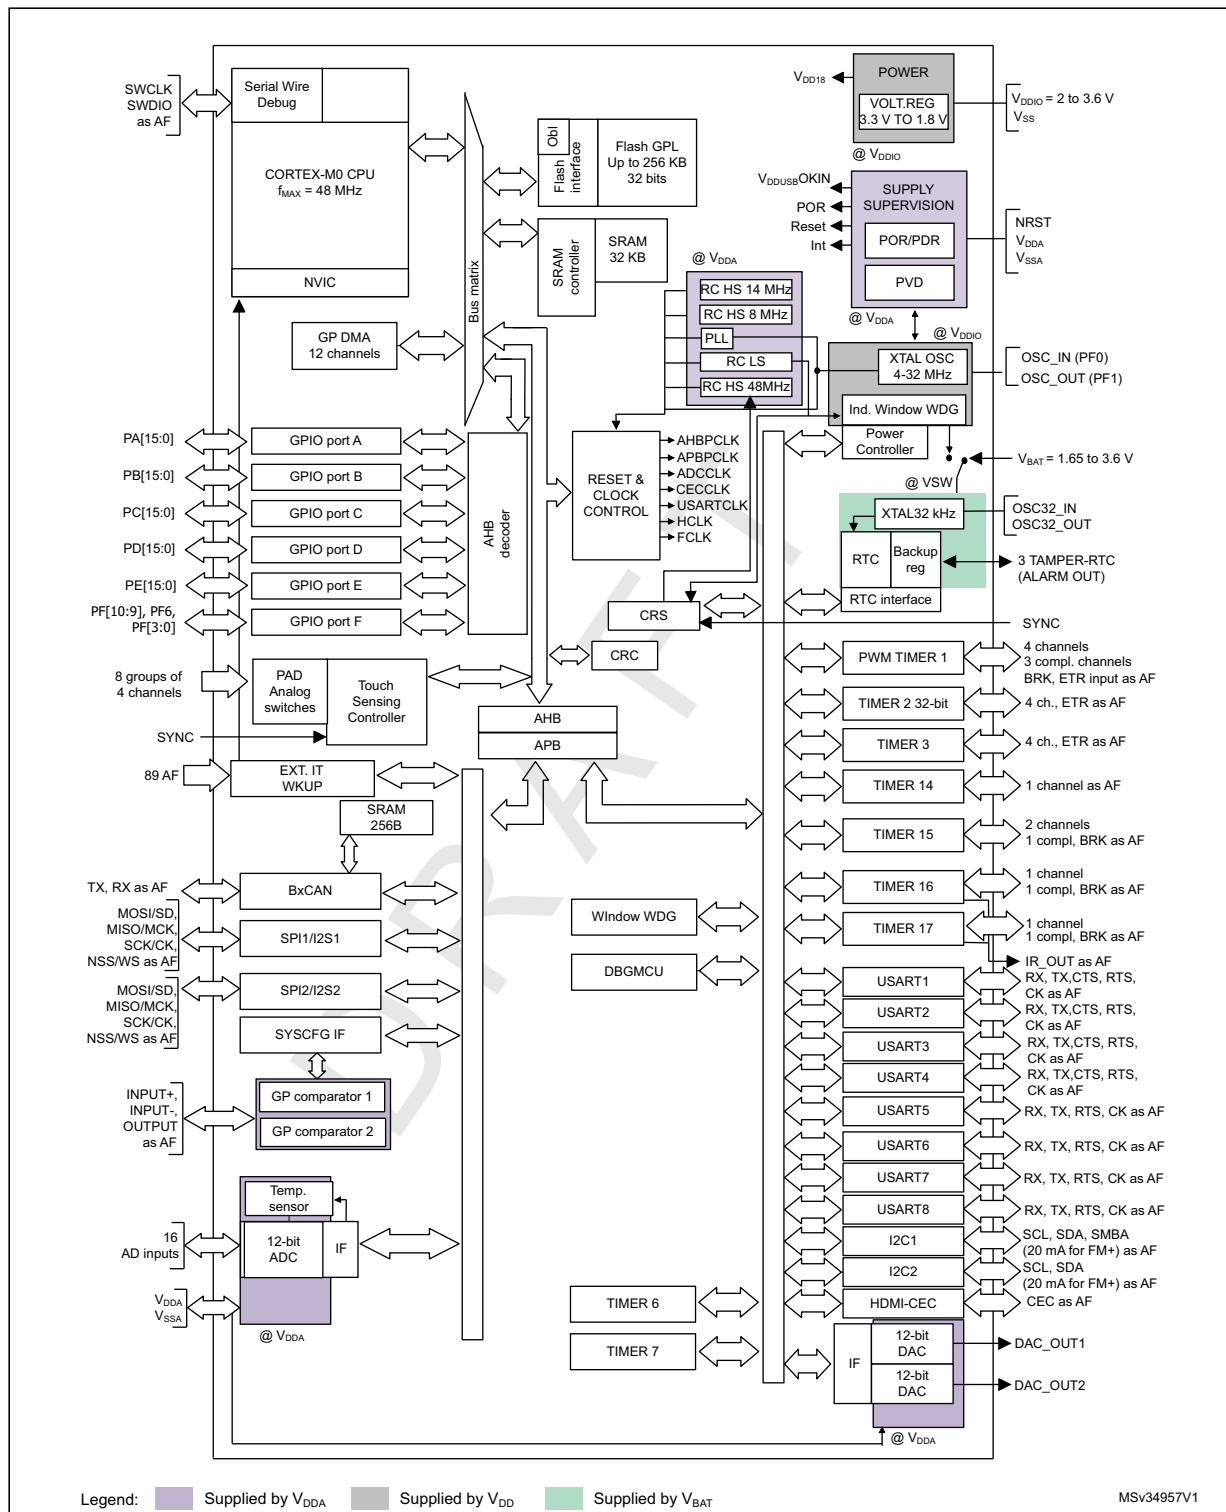 SWCLK
SWDIO
as AF
Serial Wire
Debug
CORTEX-M0 CPU
fMAX = 48 MHz
NVIC
GP DMA
12 channels
Bus matrix
Obl
Flash
interface
Flash GPL
Up to 256 KB
32 bits
SRAM
controller
SRAM
32 KB
VDD18
POWER
VOLT.REG
3.3 V TO 1.8 V
VDDIO = 2 to 3.6 V
VSS
@ VDDIO
VDDUSBOKIN
POR
Reset
Int
SUPPLY
SUPERVISION
POR/PDR
PVD
NRST
VDDA
VSSA
@ VDDA
@ VDDA
RC HS 14 MHz
RC HS 8 MHz
PLL
RC LS
RC HS 48MHz
@ VDDIO
XTAL OSC
4-32 MHz
OSC_IN (PF0)
OSC_OUT (PF1)
Ind. Window WDG
Power
Controller
VBAT = 1.65 to 3.6 V
@ VSW
XTAL32 kHz
OSC32_IN
OSC32_OUT
RTC
Backup
reg
RTC interface
3 TAMPER-RTC
(ALARM OUT)
PA[15:0]
GPIO port A
PB[15:0]
GPIO port B
PC[15:0]
GPIO port C
PD[15:0]
GPIO port D
PE[15:0]
GPIO port E
PF[10:9], PF6,
PF[3:0]
GPIO port F
AHB
decoder
RESET &
CLOCK
CONTROL
AHBPCLK
APBPCLK
ADCCLK
CECCLK
USARTCLK
HCLK
FCLK
CRS
SYNC
CRC
8 groups of
4 channels
PAD
Analog
switches
Touch
Sensing
Controller
SYNC
AHB
APB
89 AF
EXT. IT
WKUP
SRAM
256B
TX, RX as AF
BxCAN
MOSI/SD,
MISO/MCK,
SCK/CK,
NSS/WS as AF
SPI1/I2S1
MOSI/SD,
MISO/MCK,
SCK/CK,
NSS/WS as AF
SPI2/I2S2
SYSCFG IF
INPUT+,
INPUT-,
OUTPUT
as AF
GP comparator 1
GP comparator 2
Temp.
sensor
16
AD inputs
12-bit
ADC
IF
VDDA
VSSA
@ VDDA
WIndow WDG
DBGMCU
TIMER 6
TIMER 7
PWM TIMER 1
4 channels
3 compl. channels
BRK, ETR input as AF
TIMER 2 32-bit
4 ch., ETR as AF
TIMER 3
4 ch., ETR as AF
TIMER 14
1 channel as AF
TIMER 15
2 channels
1 compl, BRK as AF
TIMER 16
1 channel
1 compl, BRK as AF
TIMER 17
1 channel
1 compl, BRK as AF
IR_OUT as AF
USART1
RX, TX,CTS, RTS,
CK as AF
USART2
RX, TX,CTS, RTS,
CK as AF
USART3
RX, TX,CTS, RTS,
CK as AF
USART4
RX, TX,CTS, RTS,
CK as AF
USART5
RX, TX, RTS, CK as AF
USART6
RX, TX, RTS, CK as AF
USART7
RX, TX, RTS, CK as AF
USART8
RX, TX, RTS, CK as AF
I2C1
SCL, SDA, SMBA
(20 mA for FM+) as AF
I2C2
SCL, SDA
(20 mA for FM+) as AF
HDMI-CEC
CEC as AF
IF
12-bit
DAC
12-bit
DAC
DAC_OUT1
DAC_OUT2
@ VDDA
DRAFT
Legend:
Supplied by VDDA
Supplied by VDD
Supplied by VBAT
MSv34957V1